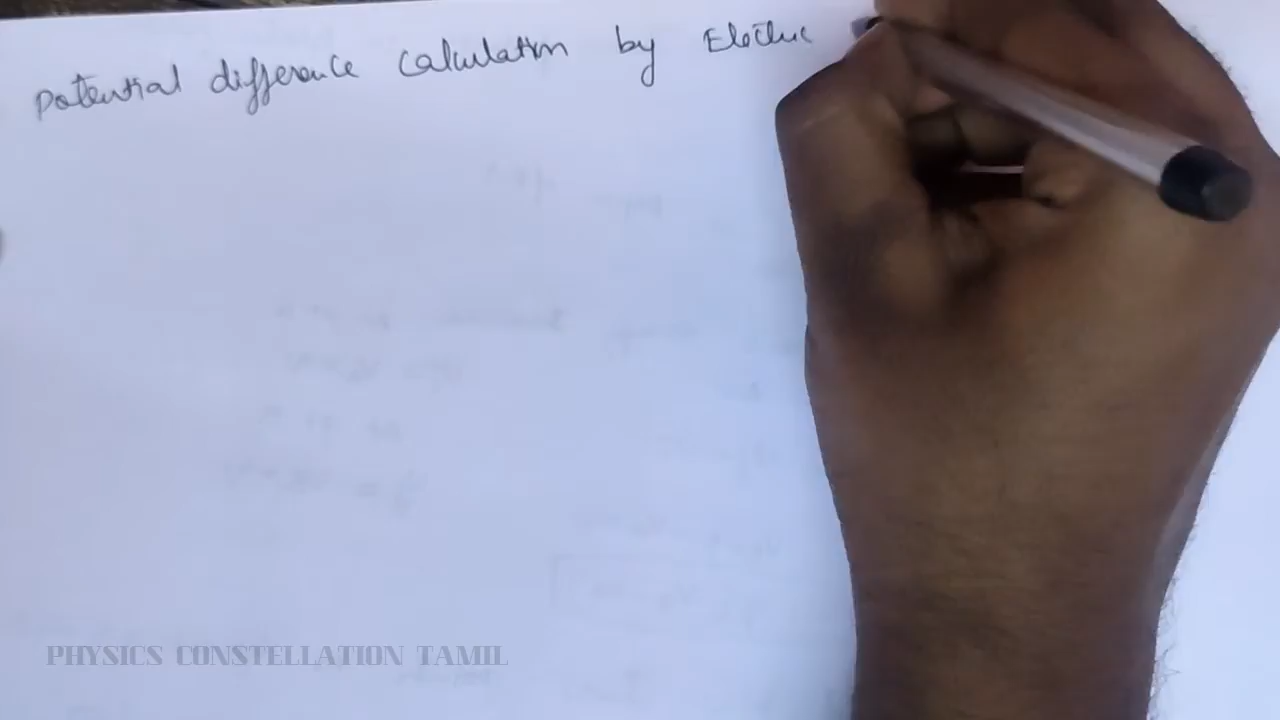 potential difference calculation by Electric
PHYSICS CONSTELLATION TAMIL